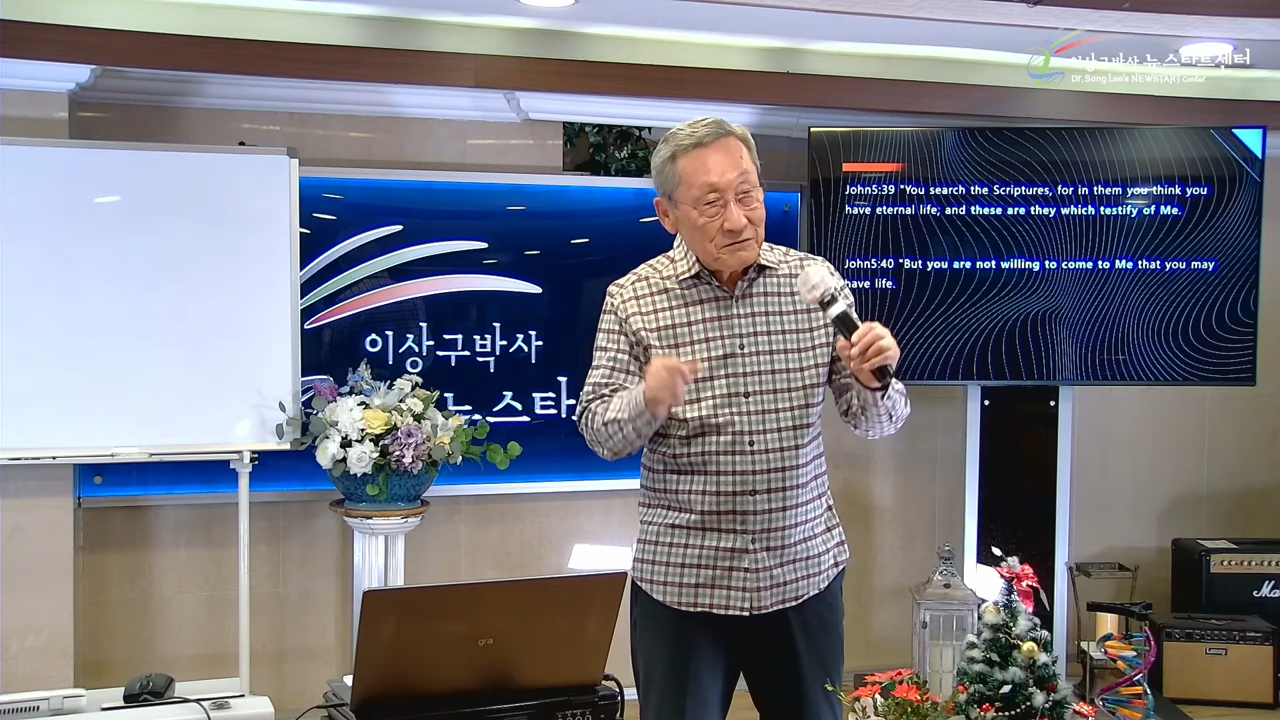 이상구박사 뉴스타트센터
Dr. Sang Lee's NEWSTART Center
John5:39 "You search the Scriptures, for in them you think you
have eternal life; and these are they which testify of Me.
John5:40 "But you are not willing to come to Me that you may
have life.
이상구박사
뉴스타
gra
Laney